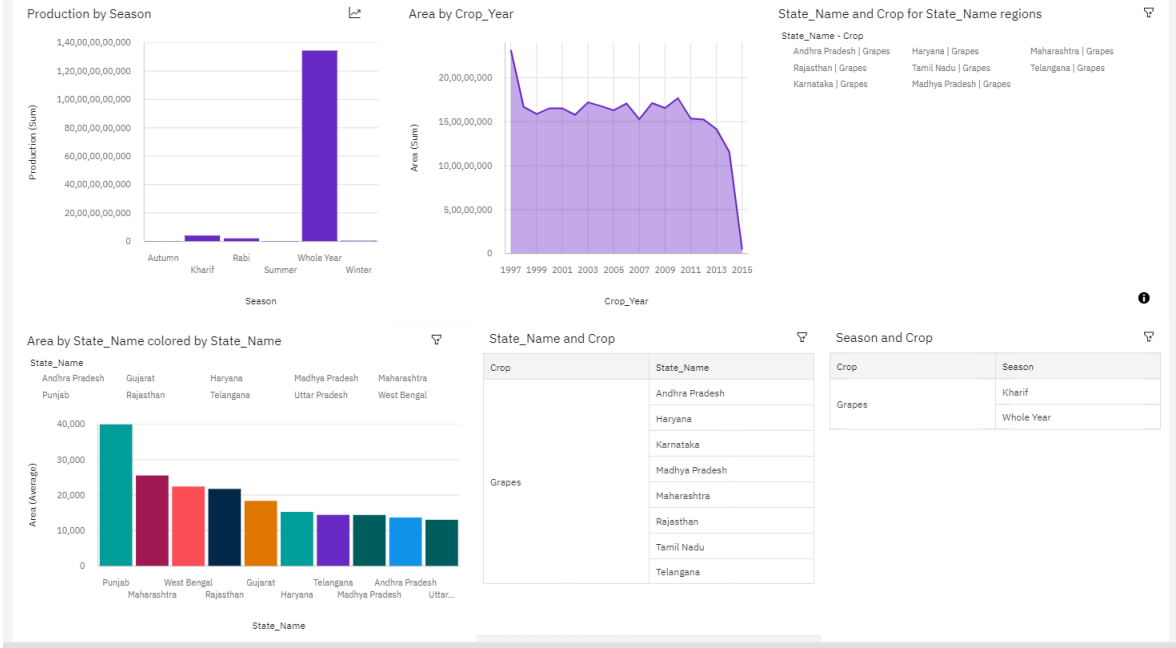 Production by Season
1,40,00,00,00,000
1,20,00,00,00,000
1,00,00,00,00,000
80,00,00,00,000
60,00,00,00,000
40,00,00,00,000
20,00,00,00,000
0
Production (Sum)
Autumn Rabi Whole Year
Kharif Summer Winter
Season
Area by Crop_Year
20,00,00,000
15,00,00,000
10,00,00,000
5,00,00,000
0
Area (Sum)
1997 1999 2001 2003 2005 2007 2009 2011 2013 2015
Crop_Year
State_Name and Crop for State_Name regions
State_Name - Crop
Andhra Pradesh | Grapes Haryana | Grapes Maharashtra | Grapes
Rajasthan | Grapes Tamil Nadu | Grapes Telangana | Grapes
Karnataka | Grapes Madhya Pradesh | Grapes
Area by State_Name colored by State_Name
State_Name
Andhra Pradesh Gujarat Haryana Madhya Pradesh Maharashtra
Punjab Rajasthan Telangana Uttar Pradesh West Bengal
40,000
30,000
20,000
10,000
0
Area (Average)
Punjab West Bengal Gujarat Telangana Andhra Pradesh
Maharashtra Rajasthan Haryana Madhya Pradesh Uttar...
State_Name
State_Name and Crop
Crop State_Name
Grapes
Andhra Pradesh
Haryana
Karnataka
Madhya Pradesh
Maharashtra
Rajasthan
Tamil Nadu
Telangana
Season and Crop
Crop Season
Grapes
Kharif
Whole Year